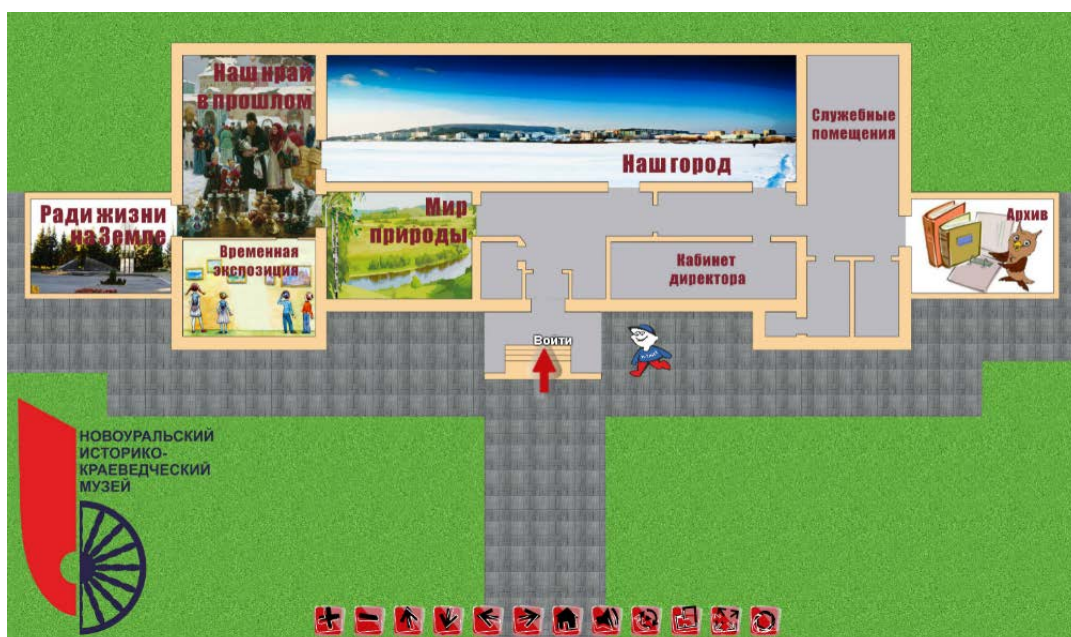 Наш край
в прошлом
Наш город
Служебные
помещения
Ради жизни
на Земле
Временная
экспозиция
Мир
природы
Кабинет
директора
Архив
Войти
НОВОУРАЛЬСКИЙ
ИСТОРИКО-
КРАЕВЕДЧЕСКИЙ
МУЗЕЙ